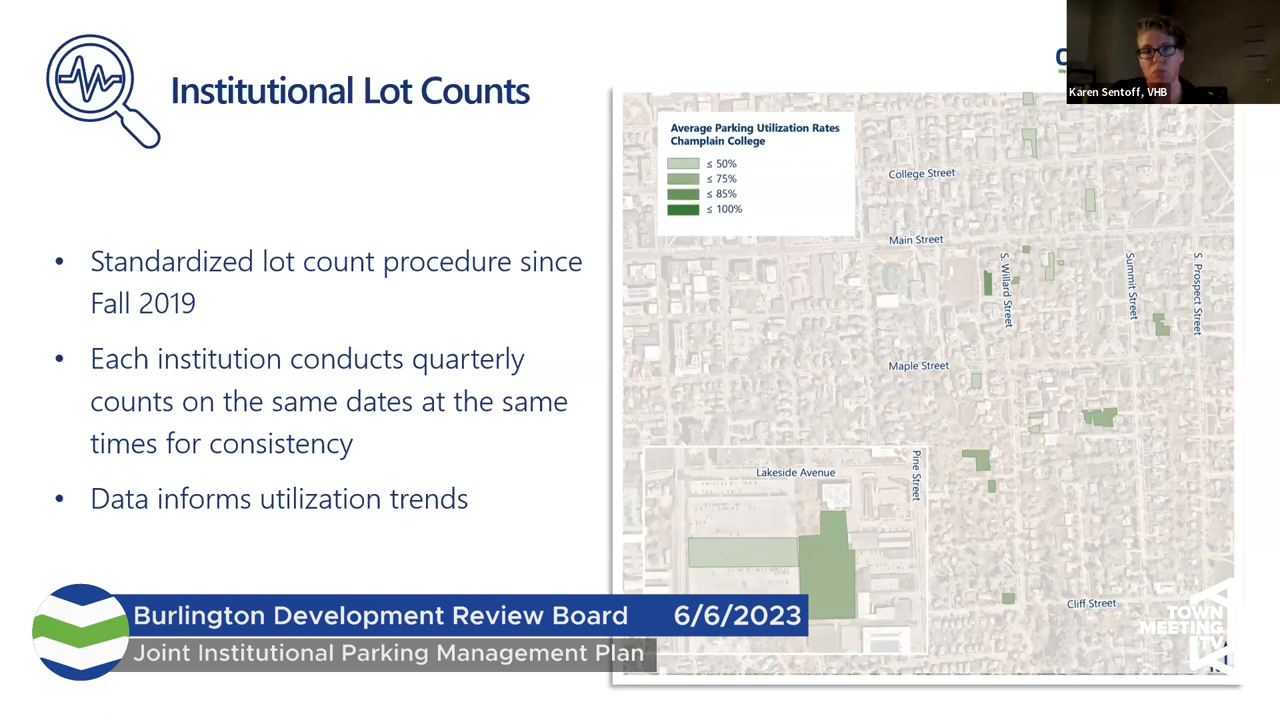 Institutional Lot Counts
• Standardized lot count procedure since
Fall 2019
• Each institution conducts quarterly
counts on the same dates at the same
times for consistency
• Data informs utilization trends
Average Parking Utilization Rates
Champlain College
≤ 50%
≤ 75%
≤ 85%
≤ 100%
College Street
Main Street
S. Willard Street
Summit Street
S. Prospect Street
Maple Street
Lakeside Avenue
Pine Street
Cliff Street
Karen Sentoff, VHB
Burlington Development Review Board 6/6/2023
Joint Institutional Parking Management Plan
TOWN
MEETING
TV